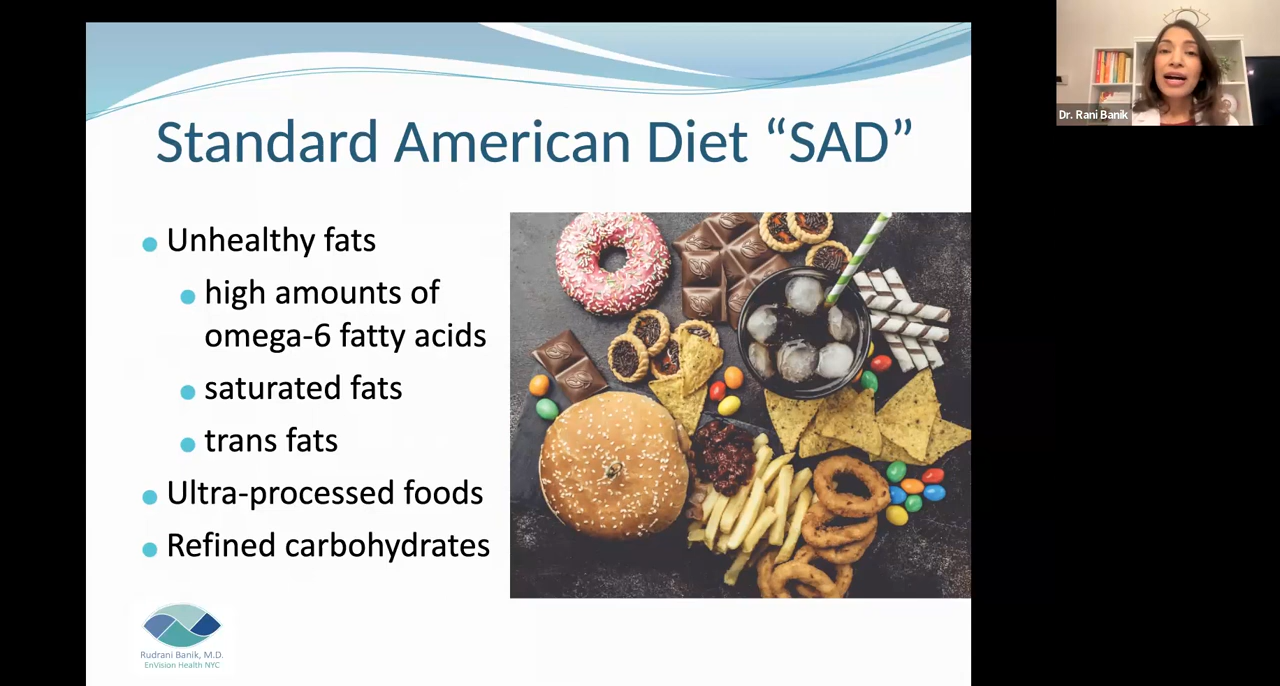 Standard American Diet “SAD”
Unhealthy fats
high amounts of
omega-6 fatty acids
saturated fats
trans fats
Ultra-processed foods
Refined carbohydrates
Rudrani Banik, M.D.
EnVision Health NYC
Dr. Rani Banik